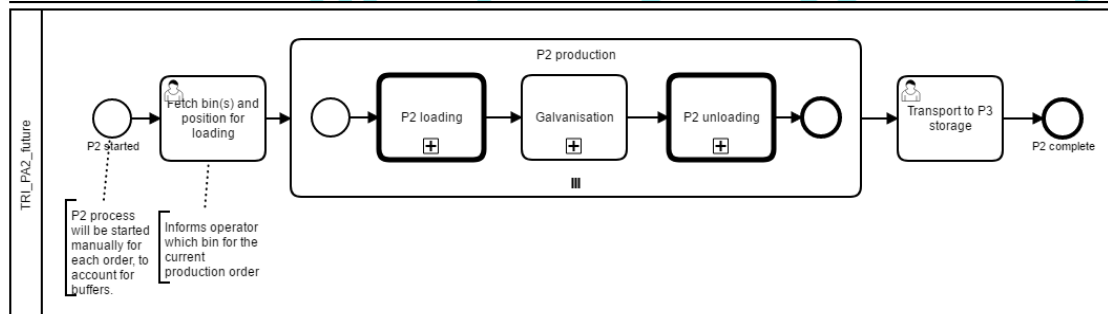 TRI_PA2_future
P2 started
Fetch bin(s) and
position for
loading
P2 production
P2 loading
Galvanisation
P2 unloading
Transport to P3
storage
P2 complete
P2 process
will be started
manually for
each order, to
account for
buffers.
Informs operator
which bin for the
current
production order